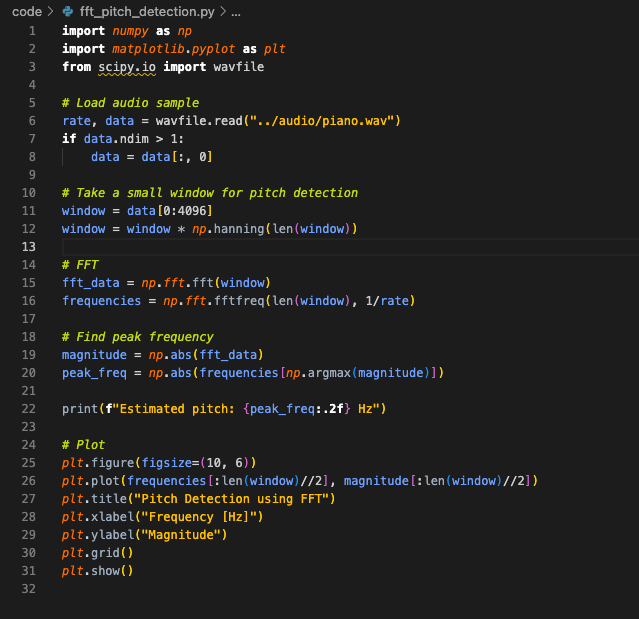 code > fft_pitch_detection.py > ...
1 import numpy as np
2 import matplotlib.pyplot as plt
3 from scipy.io import wavfile
4
5 # Load audio sample
6 rate, data = wavfile.read("../audio/piano.wav")
7 if data.ndim > 1:
8     data = data[:, 0]
9
10 # Take a small window for pitch detection
11 window = data[0:4096]
12 window = window * np.hanning(len(window))
13
14 # FFT
15 fft_data = np.fft.fft(window)
16 frequencies = np.fft.fftfreq(len(window), 1/rate)
17
18 # Find peak frequency
19 magnitude = np.abs(fft_data)
20 peak_freq = np.abs(frequencies[np.argmax(magnitude)])
21
22 print(f"Estimated pitch: {peak_freq:.2f} Hz")
23
24 # Plot
25 plt.figure(figsize=(10, 6))
26 plt.plot(frequencies[:len(window)//2], magnitude[:len(window)//2])
27 plt.title("Pitch Detection using FFT")
28 plt.xlabel("Frequency [Hz]")
29 plt.ylabel("Magnitude")
30 plt.grid()
31 plt.show()
32